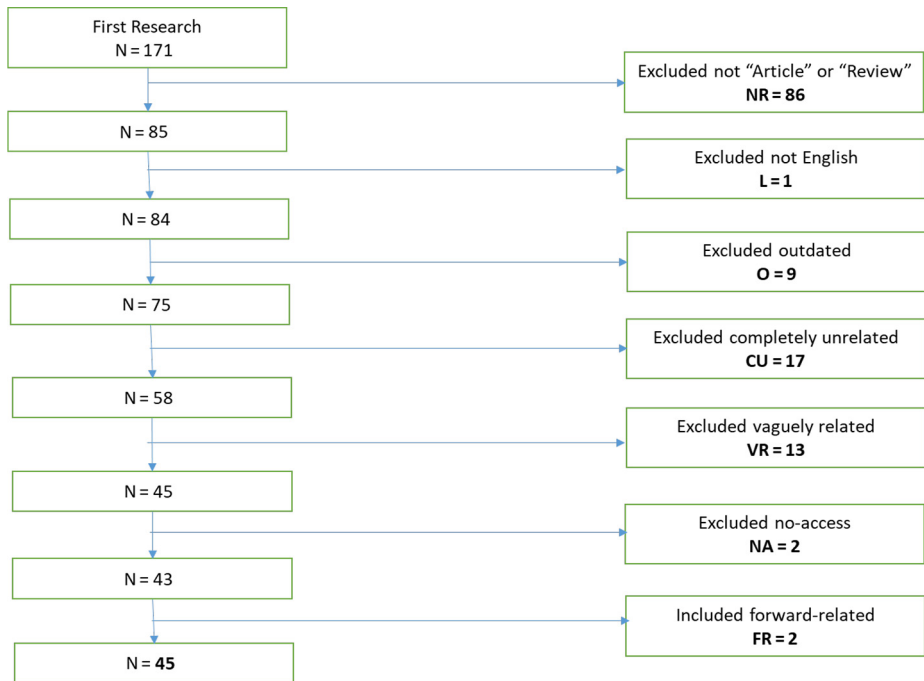 First Research
N = 171
Excluded not “Article” or “Review”
NR = 86
N = 85
Excluded not English
L = 1
N = 84
Excluded outdated
O = 9
N = 75
Excluded completely unrelated
CU = 17
N = 58
Excluded vaguely related
VR = 13
N = 45
Excluded no-access
NA = 2
N = 43
Included forward-related
FR = 2
N = 45